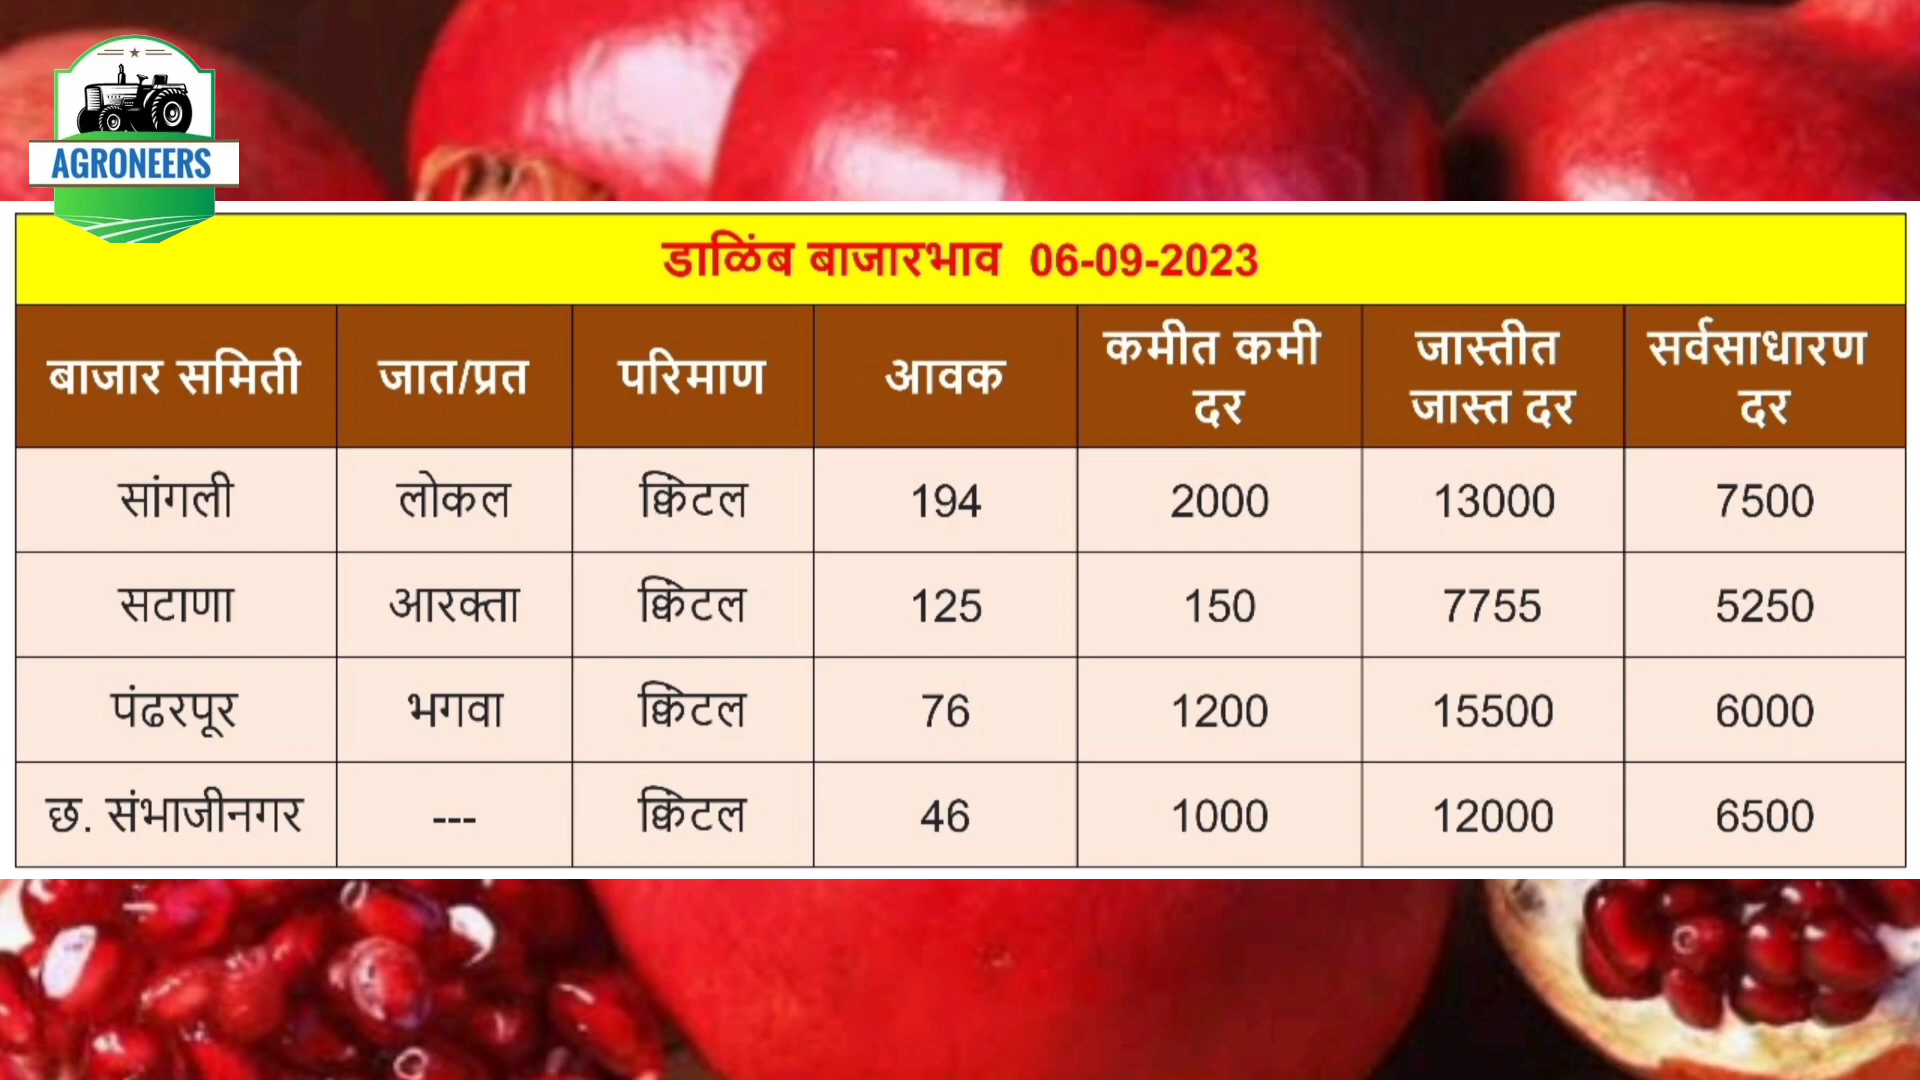 AGRONEERS
डाळिंब बाजारभाव 06-09-2023
बाजार समिती जात/प्रत परिमाण आवक कमीत कमी दर जास्तीत जास्त दर सर्वसाधारण दर
सांगली लोकल क्विंटल 194 2000 13000 7500
सटाणा आरक्ता क्विंटल 125 150 7755 5250
पंढरपूर भगवा क्विंटल 76 1200 15500 6000
छ. संभाजीनगर --- क्विंटल 46 1000 12000 6500